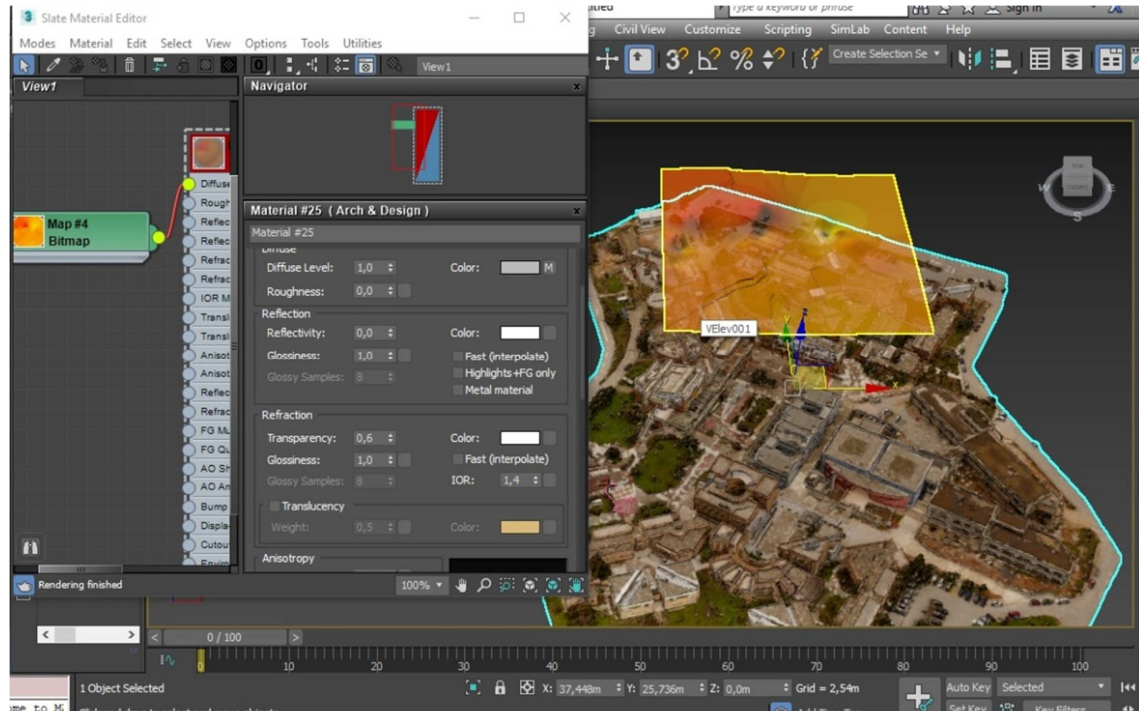 3 Slate Material Editor
Modes Material Edit Select View Options Tools Utilities
View1
View1
Navigator
Map #4
Bitmap
Diffuse
Rough
Reflec
Reflec
Refrac
Refrac
IOR M
Transl
Transl
Anisot
Anisot
Reflec
Refrac
FG Mu
FG Qu
AO Sh
AO An
Bump
Displa
Cutou
Material #25 ( Arch & Design )
Material #25
Diffuse
Diffuse Level: 1,0 Color: M
Roughness: 0,0
Reflection
Reflectivity: 0,0 Color:
Glossiness: 1,0 Fast (interpolate)
Highlights+FG only
Glossy Samples: 8
Metal material
Refraction
Transparency: 0,6 Color:
Glossiness: 1,0 Fast (interpolate)
Glossy Samples: 8 IOR: 1,4
Translucency
Weight: 0,5 Color:
Anisotropy
Rendering finished
100%
Type a keyword or phrase Sign In
Civil View Customize Scripting SimLab Content Help
Create Selection Se
TOP
FRONT
W
E
S
VElev001
z
y
x
0 / 100
0 10 20 30 40 50 60 70 80 90 100
1 Object Selected X: 37,448m Y: 25,736m Z: 0,0m Grid = 2,54m Auto Key Selected
Set Key Key Filters